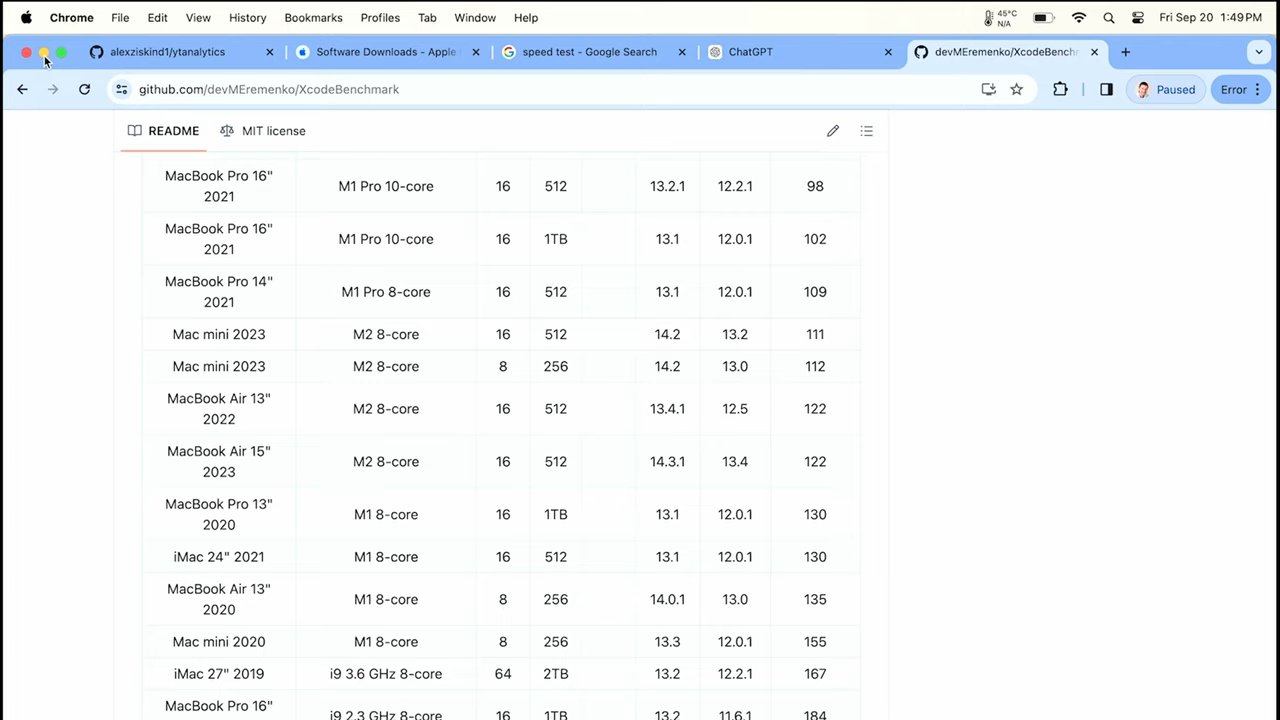 Chrome File Edit View History Bookmarks Profiles Tab Window Help 45°C N/A Fri Sep 20 1:49 PM
alexziskind1/ytanalytics Software Downloads - Apple speed test - Google Search ChatGPT devMEremenko/XcodeBenchm
github.com/devMEremenko/XcodeBenchmark Paused Error
README MIT license
MacBook Pro 16" 2021 M1 Pro 10-core 16 512 13.2.1 12.2.1 98
MacBook Pro 16" 2021 M1 Pro 10-core 16 1TB 13.1 12.0.1 102
MacBook Pro 14" 2021 M1 Pro 8-core 16 512 13.1 12.0.1 109
Mac mini 2023 M2 8-core 16 512 14.2 13.2 111
Mac mini 2023 M2 8-core 8 256 14.2 13.0 112
MacBook Air 13" 2022 M2 8-core 16 512 13.4.1 12.5 122
MacBook Air 15" 2023 M2 8-core 16 512 14.3.1 13.4 122
MacBook Pro 13" 2020 M1 8-core 16 1TB 13.1 12.0.1 130
iMac 24" 2021 M1 8-core 16 512 13.1 12.0.1 130
MacBook Air 13" 2020 M1 8-core 8 256 14.0.1 13.0 135
Mac mini 2020 M1 8-core 8 256 13.3 12.0.1 155
iMac 27" 2019 i9 3.6 GHz 8-core 64 2TB 13.2 12.2.1 167
MacBook Pro 16" i9 2.3 GHz 8-core 16 1TB 13.2 11.6.1 184